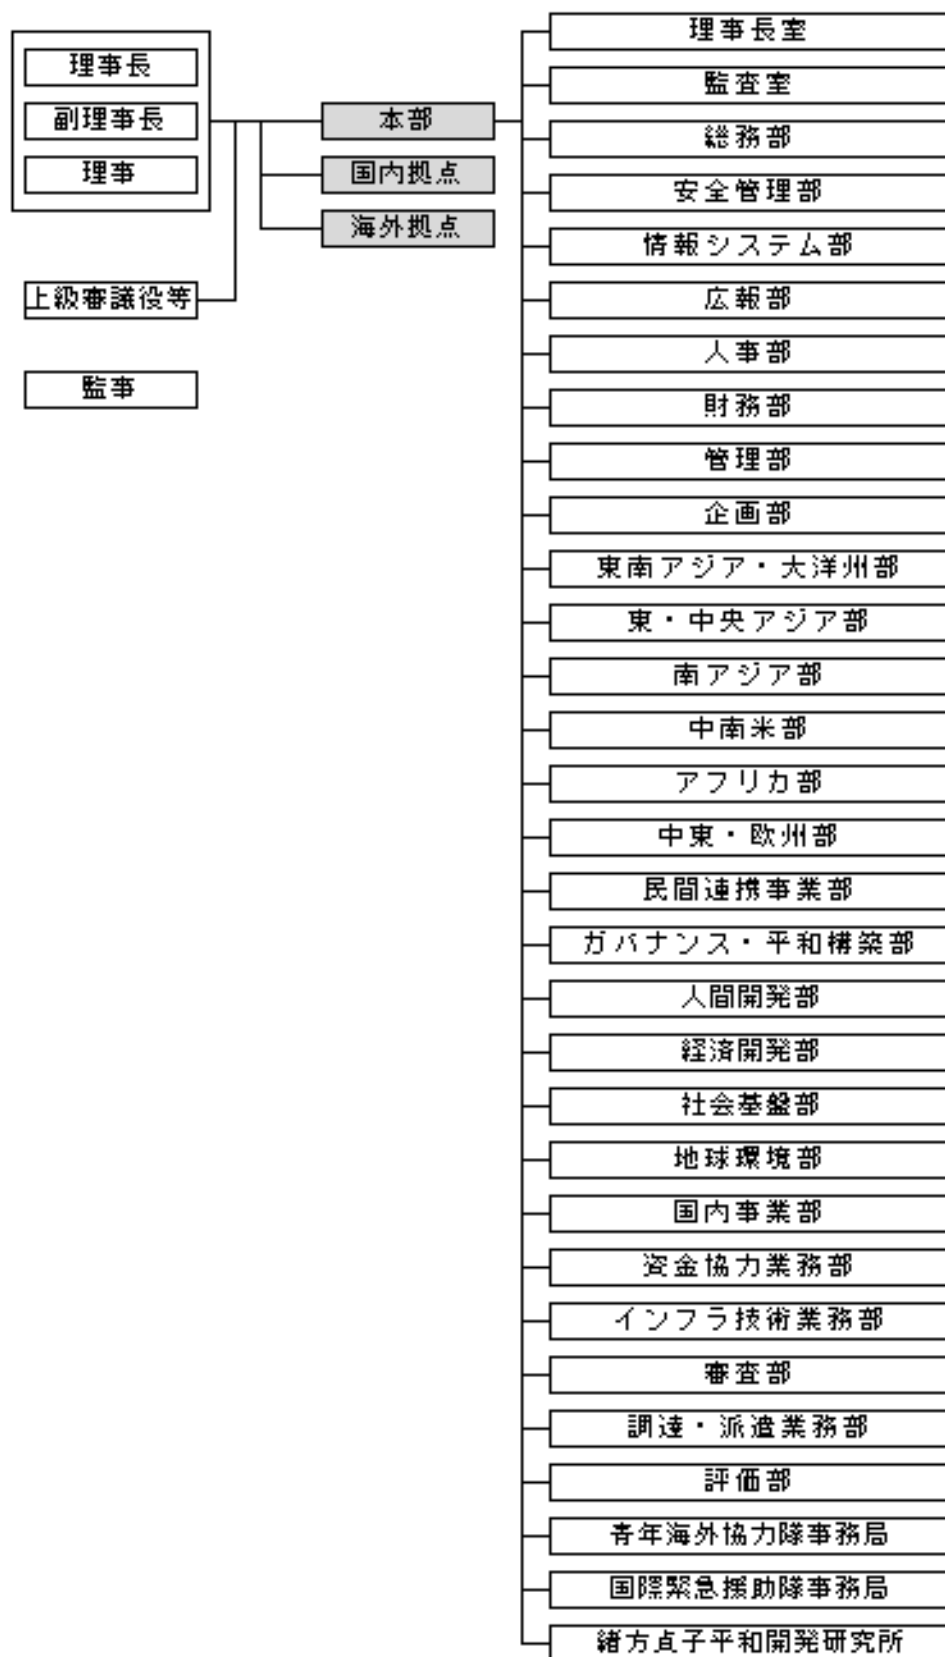 理事長
副理事長
理事
上級審議役等
監事
本部
国内拠点
海外拠点
理事長室
監査室
総務部
安全管理部
情報システム部
広報部
人事部
財務部
管理部
企画部
東南アジア・大洋州部
東・中央アジア部
南アジア部
中南米部
アフリカ部
中東・欧州部
民間連携事業部
ガバナンス・平和構築部
人間開発部
経済開発部
社会基盤部
地球環境部
国内事業部
資金協力業務部
インフラ技術業務部
審査部
調達・派遣業務部
評価部
青年海外協力隊事務局
国際緊急援助隊事務局
緒方貞子平和開発研究所